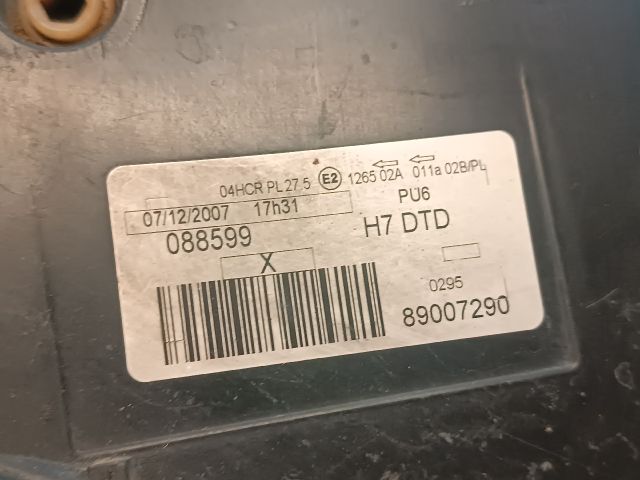 04HCR PL 27.5 E2 1265 02A 011a 02B/PL
07/12/2007 17h31 PU6
088599 H7 DTD
X
0295
89007290